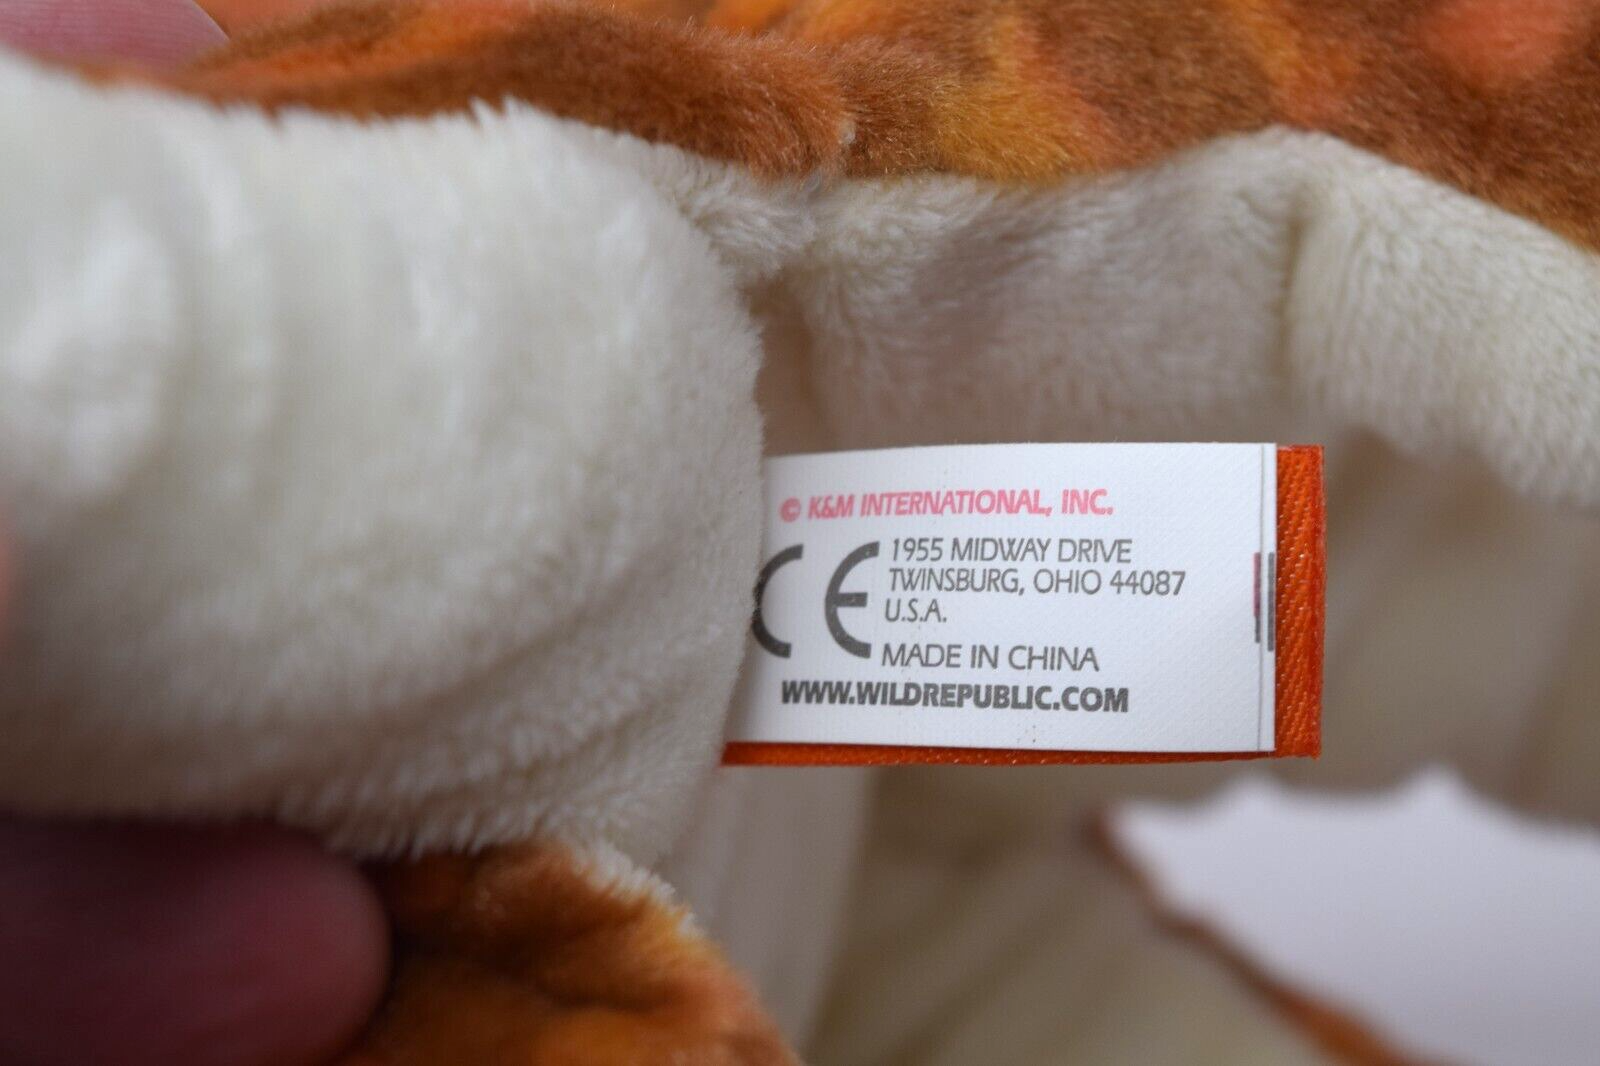 © K&M INTERNATIONAL, INC.
CE
1955 MIDWAY DRIVE
TWINSBURG, OHIO 44087
U.S.A.
MADE IN CHINA
WWW.WILDREPUBLIC.COM